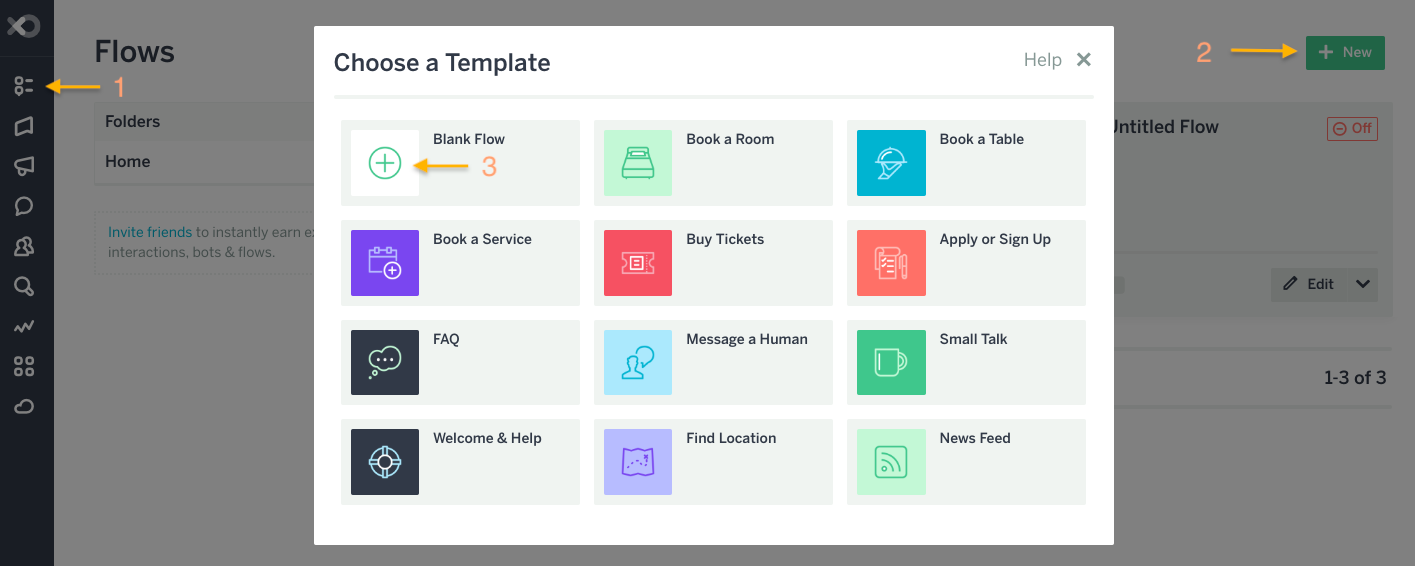 Flows
1
Folders
Home
Invite friends to instantly earn
interactions, bots & flows.
Choose a Template
Help
2
New
Blank Flow
3
Book a Room
Book a Table
Book a Service
Buy Tickets
Apply or Sign Up
FAQ
Message a Human
Small Talk
Welcome & Help
Find Location
News Feed
Untitled Flow
Off
Edit
1-3 of 3